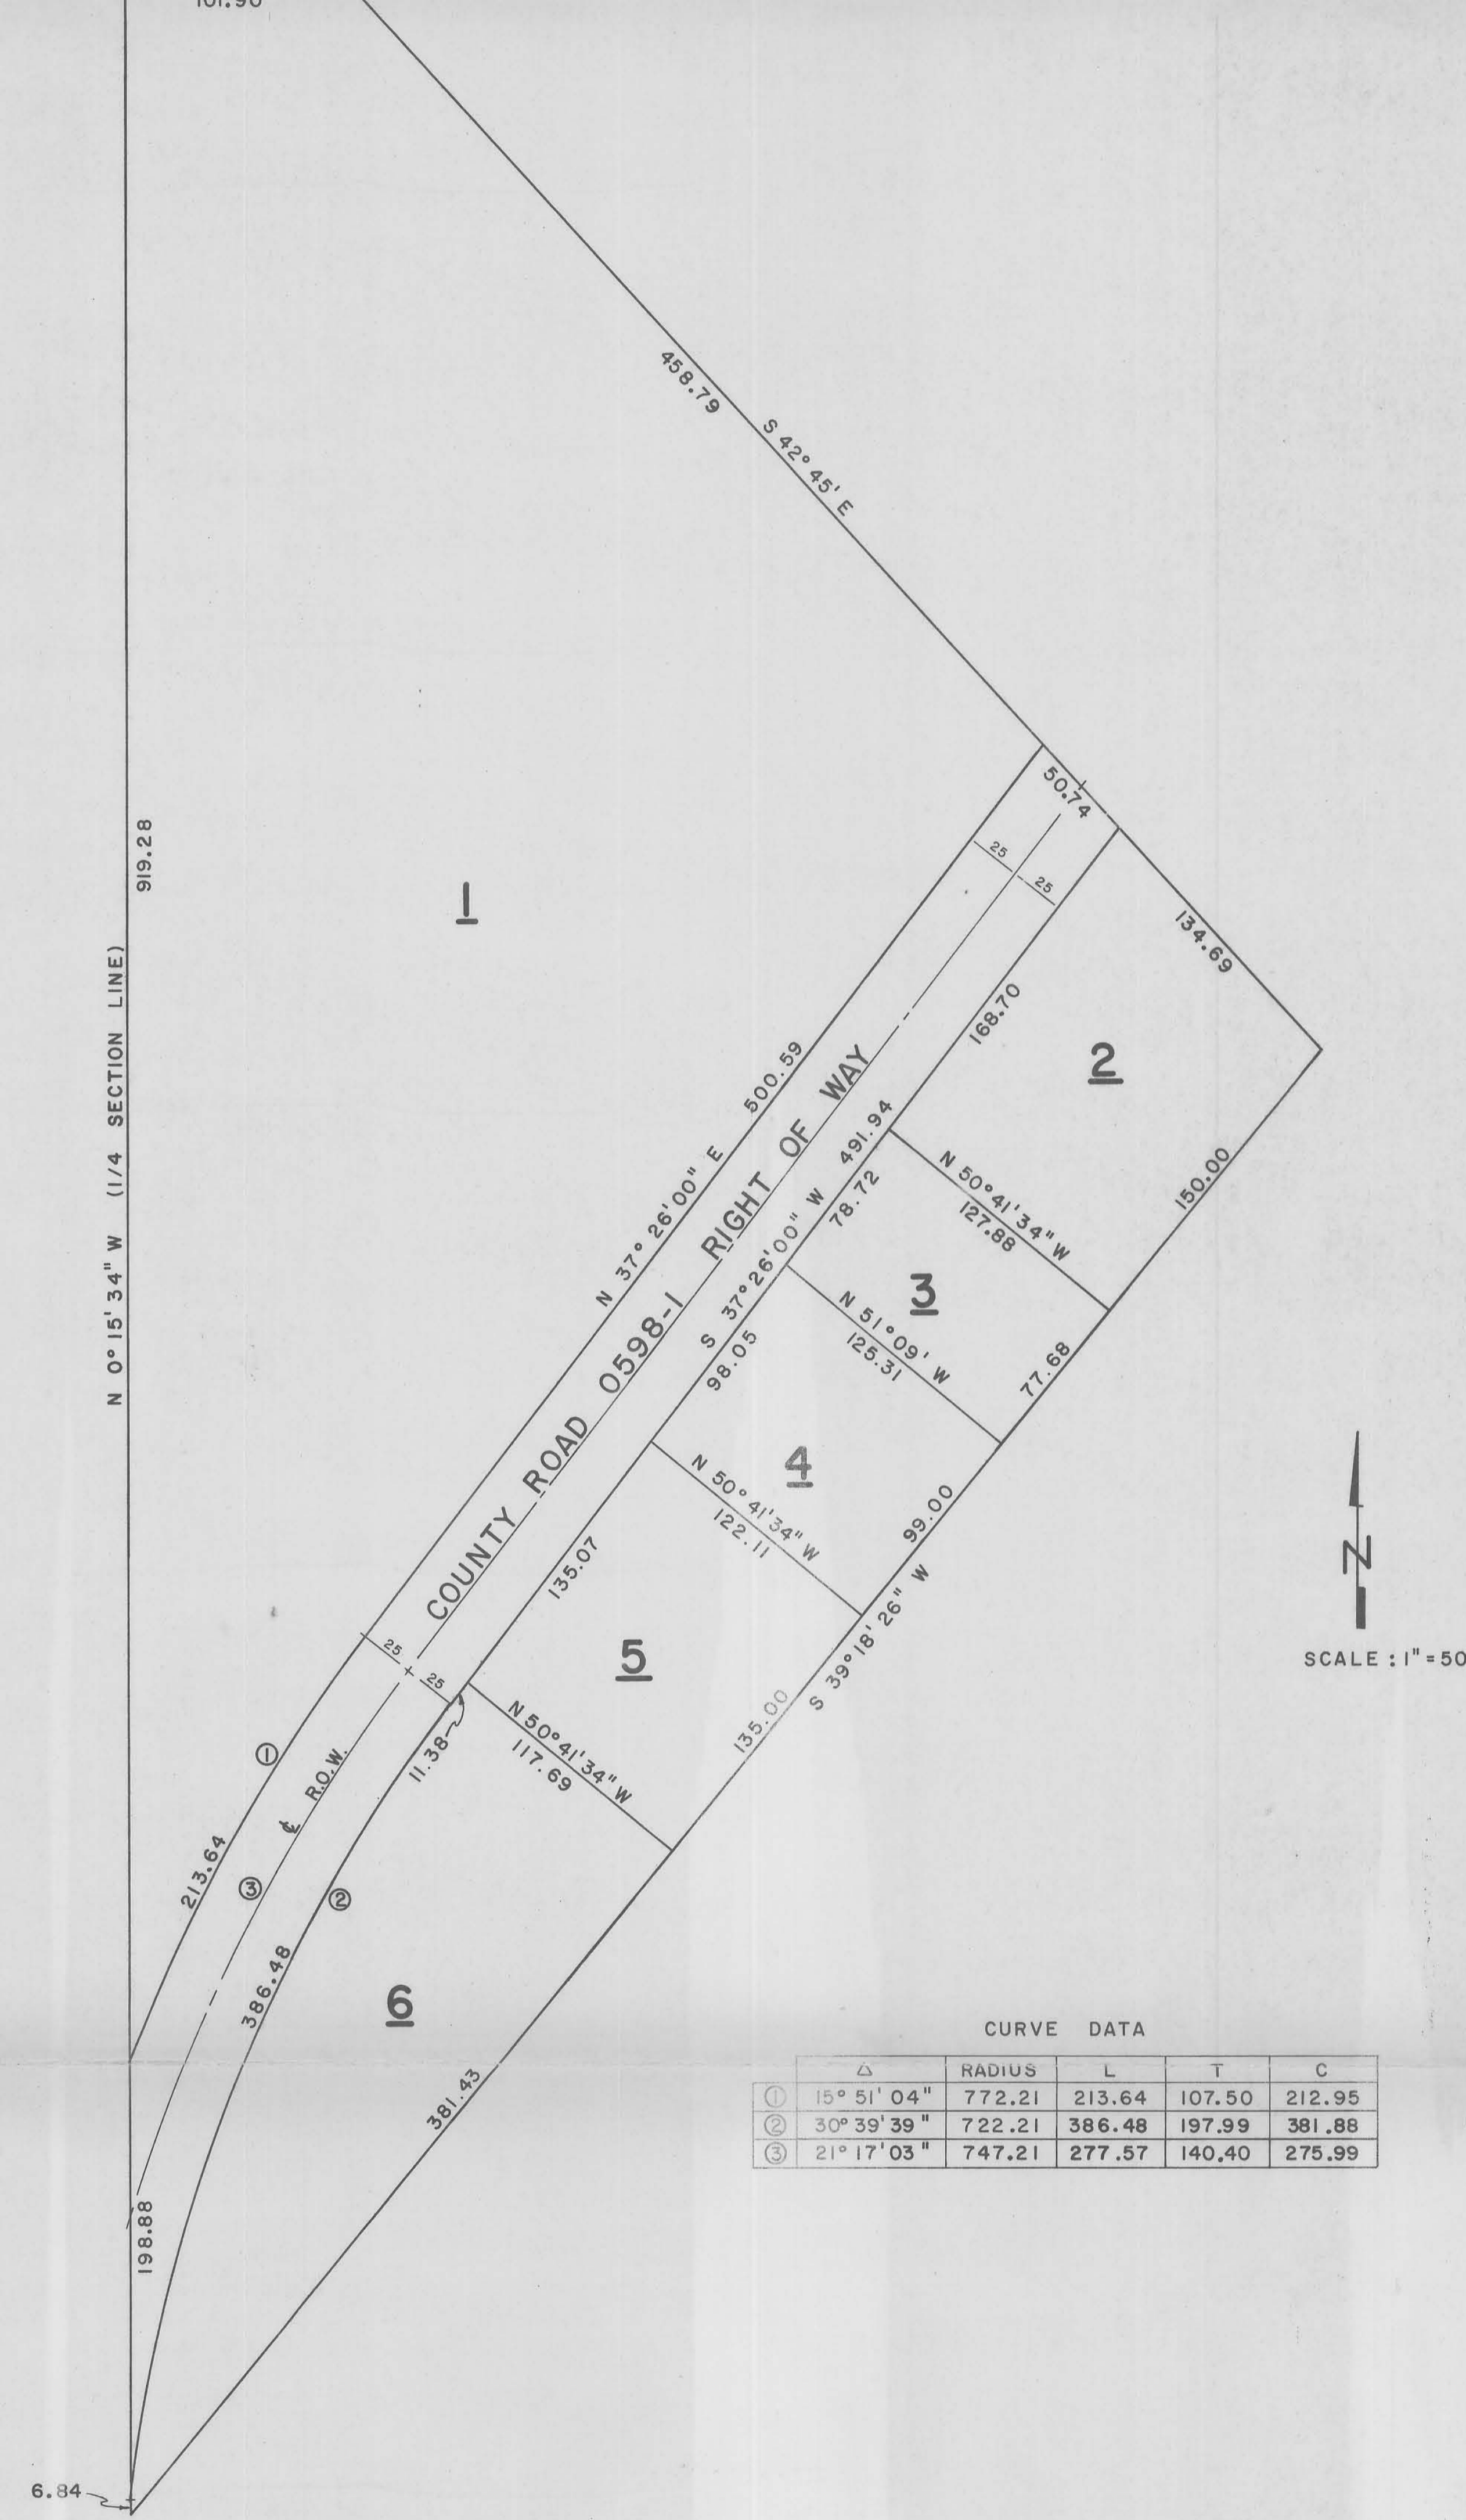 458.79
S 42° 45' E
919.28
N 0° 15' 34" W (1/4 SECTION LINE)
1
50.74
25
25
134.69
168.70
2
500.59
N 37° 26' 00" E
COUNTY ROAD 0598-1 RIGHT OF WAY
491.94
S 37° 26' 00" W
78.72
N 50° 41' 34" W
127.88
150.00
3
N 51° 09' W
125.31
77.68
98.05
4
N 50° 41' 34" W
122.11
99.00
S 39° 18' 26" W
135.07
5
135.00
25
25
11.38
N 50° 41' 34" W
117.69
N
SCALE : 1" = 50
①
213.64
℄ R.O.W.
③
②
386.48
6
381.43
198.88
6.84
CURVE DATA
Δ RADIUS L T C
① 15° 51' 04" 772.21 213.64 107.50 212.95
② 30° 39' 39" 722.21 386.48 197.99 381.88
③ 21° 17' 03" 747.21 277.57 140.40 275.99